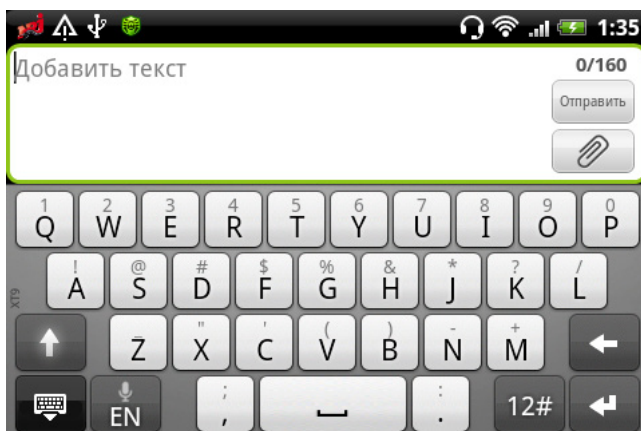 1:35
Добавить текст 0/160
Отправить
1 2 3 4 5 6 7 8 9 0
Q W E R T Y U I O P
! @ # $ % & * ? /
A S D F G H J K L
XT9
_ " ' ( ) - +
Z X C V B N M
; :
EN , . 12#